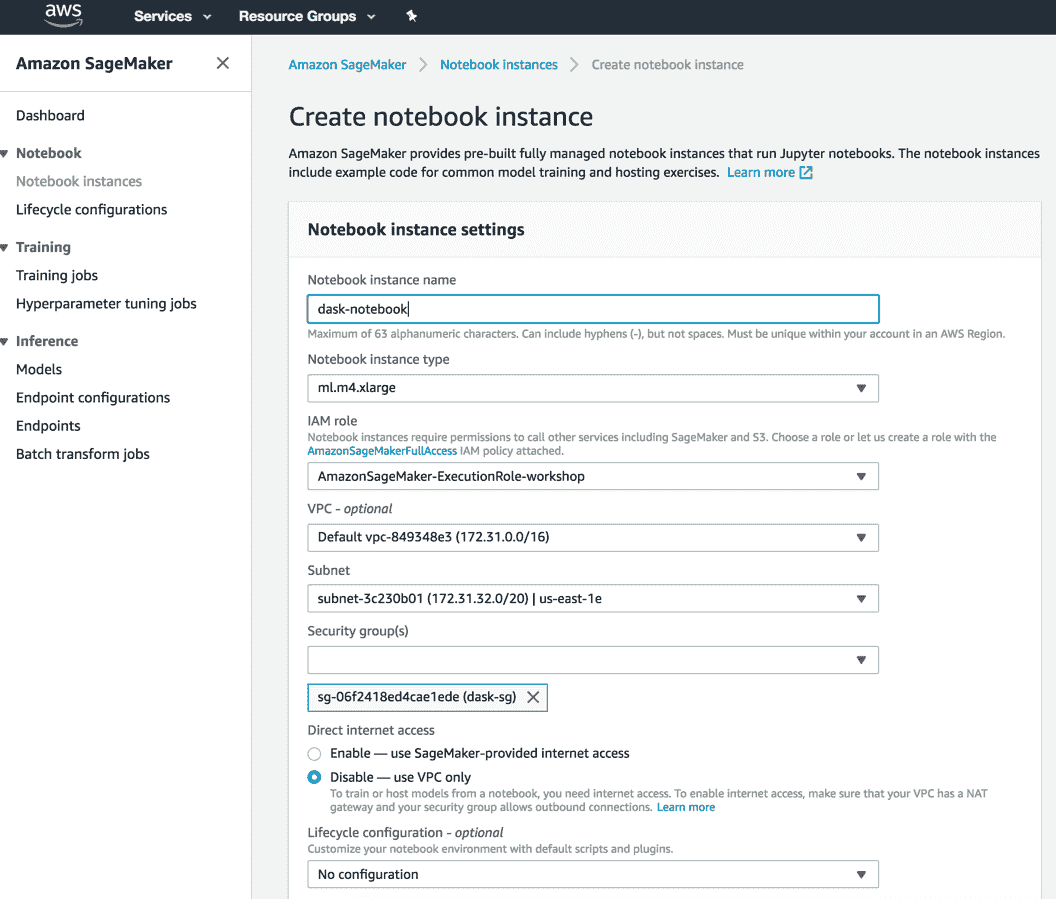 aws
Services
Resource Groups
Amazon SageMaker
Dashboard
Notebook
Notebook instances
Lifecycle configurations
Training
Training jobs
Hyperparameter tuning jobs
Inference
Models
Endpoint configurations
Endpoints
Batch transform jobs
Amazon SageMaker
Notebook instances
Create notebook instance
Create notebook instance
Amazon SageMaker provides pre-built fully managed notebook instances that run Jupyter notebooks. The notebook instances
include example code for common model training and hosting exercises. Learn more
Notebook instance settings
Notebook instance name
dask-notebook
Maximum of 63 alphanumeric characters. Can include hyphens (-), but not spaces. Must be unique within your account in an AWS Region.
Notebook instance type
ml.m4.xlarge
IAM role
Notebook instances require permissions to call other services including SageMaker and S3. Choose a role or let us create a role with the
AmazonSageMakerFullAccess IAM policy attached.
AmazonSageMaker-ExecutionRole-workshop
VPC - optional
Default vpc-849348e3 (172.31.0.0/16)
Subnet
subnet-3c230b01 (172.31.32.0/20) | us-east-1e
Security group(s)
sg-06f2418ed4cae1ede (dask-sg)
Direct internet access
Enable — use SageMaker-provided internet access
Disable — use VPC only
To train or host models from a notebook, you need internet access. To enable internet access, make sure that your VPC has a NAT
gateway and your security group allows outbound connections. Learn more
Lifecycle configuration - optional
Customize your notebook environment with default scripts and plugins.
No configuration